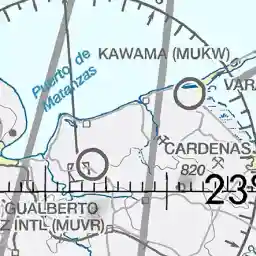 KAWAMA (MUKW)
Puerto de
Matanzas
VARA
CARDENAS
820
23°
GUALBERTO
Z INTL (MUVR)